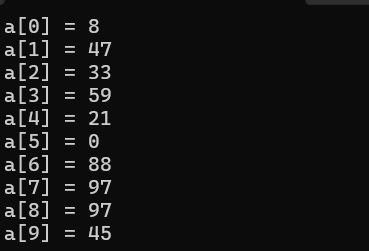 a[0] = 8
a[1] = 47
a[2] = 33
a[3] = 59
a[4] = 21
a[5] = 0
a[6] = 88
a[7] = 97
a[8] = 97
a[9] = 45